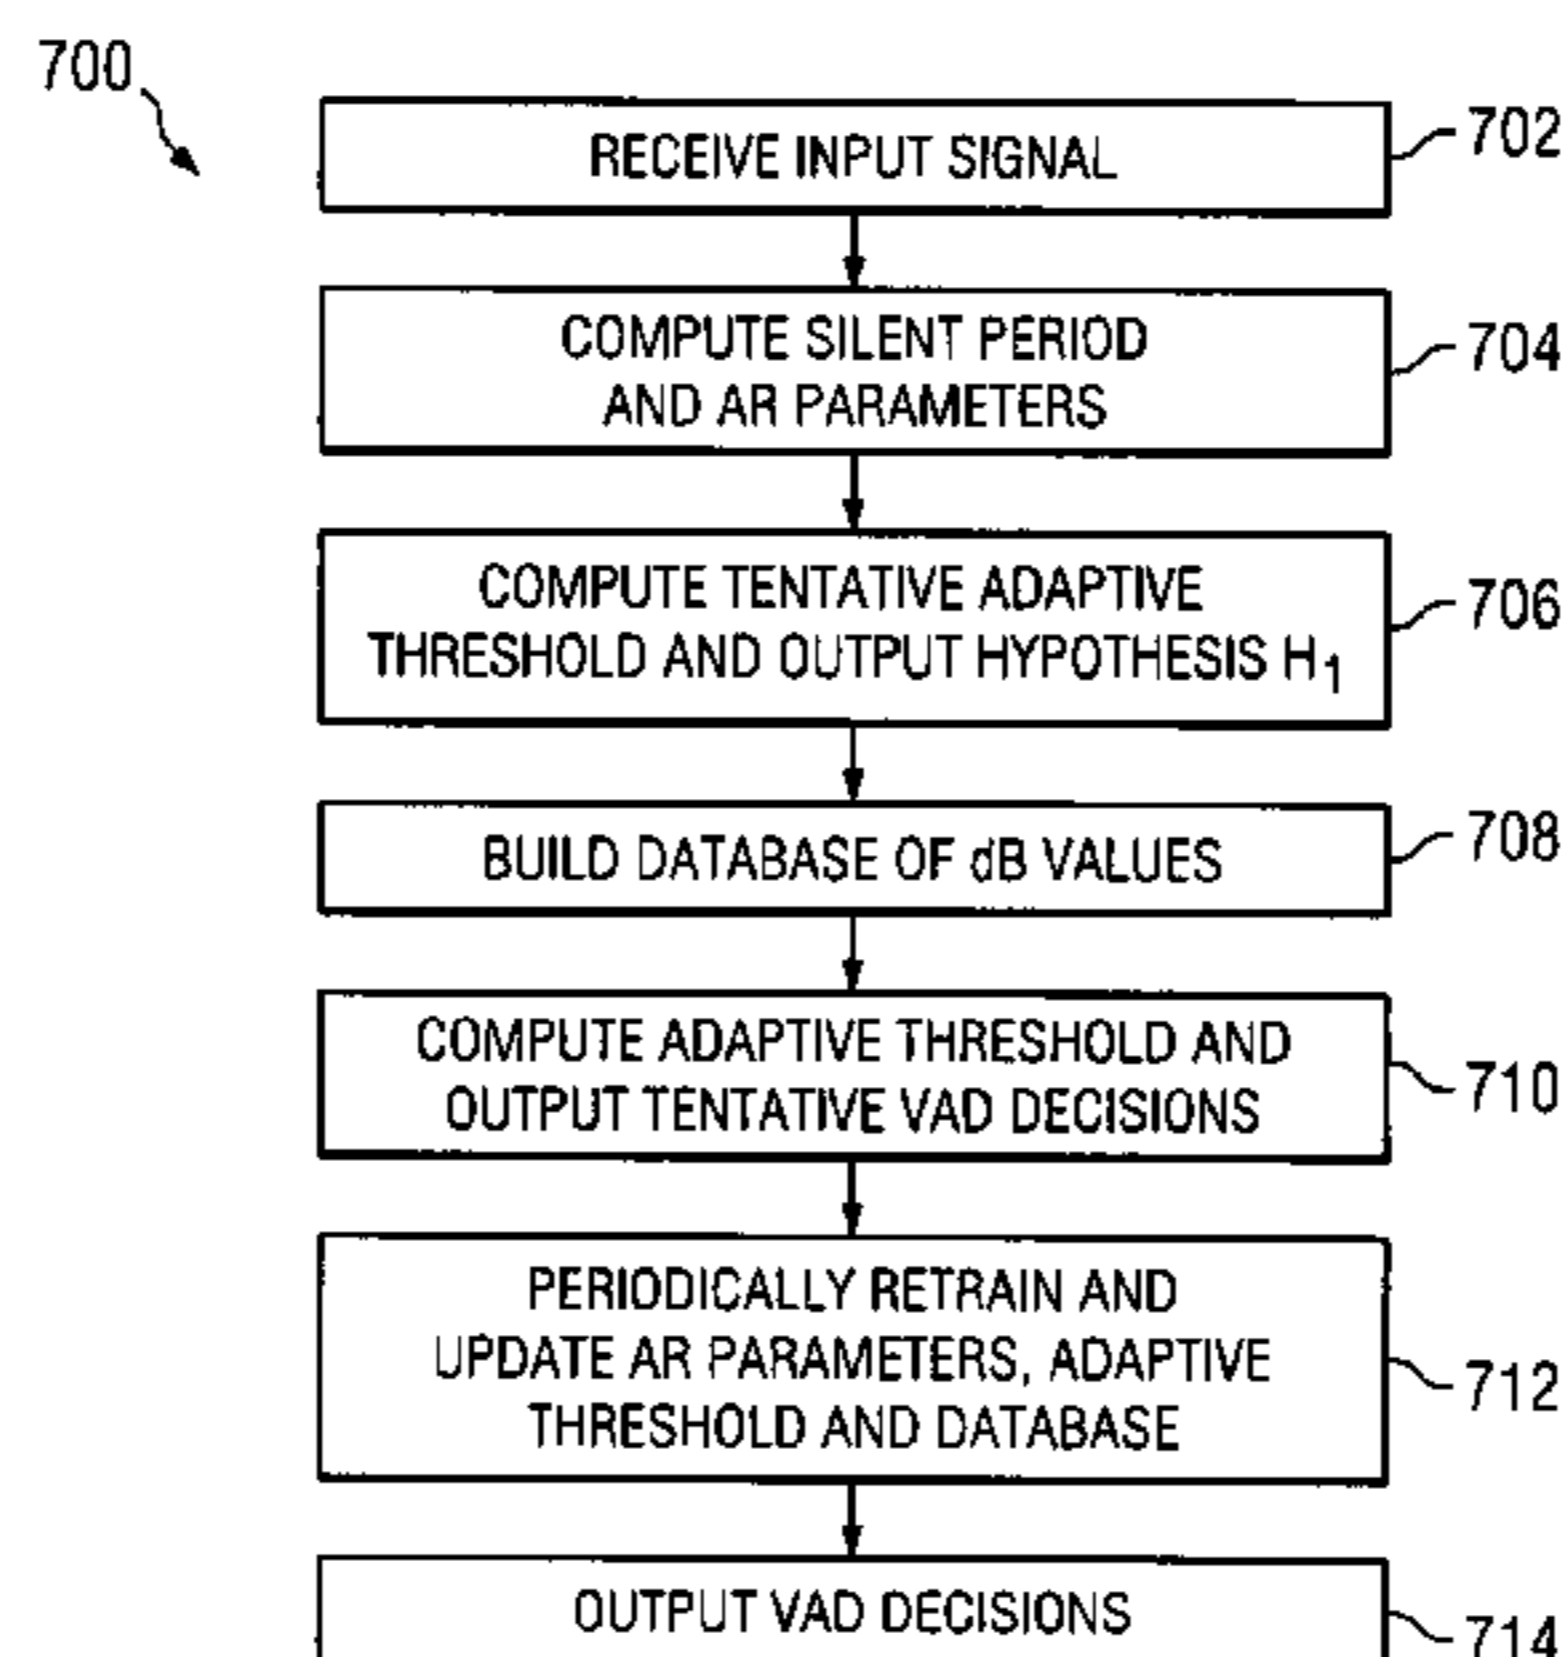 700
RECEIVE INPUT SIGNAL
702
COMPUTE SILENT PERIOD
AND AR PARAMETERS
704
COMPUTE TENTATIVE ADAPTIVE
THRESHOLD AND OUTPUT HYPOTHESIS H₁
706
BUILD DATABASE OF dB VALUES
708
COMPUTE ADAPTIVE THRESHOLD AND
OUTPUT TENTATIVE VAD DECISIONS
710
PERIODICALLY RETRAIN AND
UPDATE AR PARAMETERS, ADAPTIVE
THRESHOLD AND DATABASE
712
OUTPUT VAD DECISIONS
714